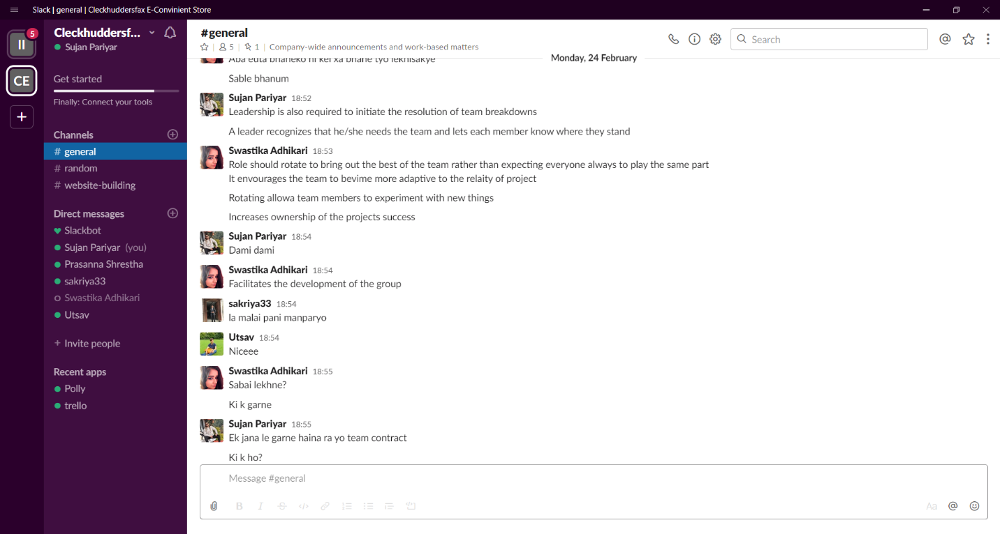 Slack | general | Cleckhuddersfax E-Convinient Store
5
II
CE
+
Cleckhuddersf...
Sujan Pariyar
Get started
Finally: Connect your tools
Channels
# general
# random
# website-building
Direct messages
Slackbot
Sujan Pariyar (you)
Prasanna Shrestha
sakriya33
Swastika Adhikari
Utsav
+ Invite people
Recent apps
Polly
trello
#general
5 | 1 | Company-wide announcements and work-based matters
Search
Monday, 24 February
Aba euta bhaneko ni kei xa bhane tyo lekhisakye
Sable bhanum
Sujan Pariyar 18:52
Leadership is also required to initiate the resolution of team breakdowns
A leader recognizes that he/she needs the team and lets each member know where they stand
Swastika Adhikari 18:53
Role should rotate to bring out the best of the team rather than expecting everyone always to play the same part
It envourages the team to bevime more adaptive to the relaity of project
Rotating allowa team members to experiment with new things
Increases ownership of the projects success
Sujan Pariyar 18:54
Dami dami
Swastika Adhikari 18:54
Facilitates the development of the group
sakriya33 18:54
la malai pani manparyo
Utsav 18:54
Niceee
Swastika Adhikari 18:55
Sabai lekhne?
Ki k garne
Sujan Pariyar 18:55
Ek jana le garne haina ra yo team contract
Ki k ho?
Message #general
B I S </> Aa @